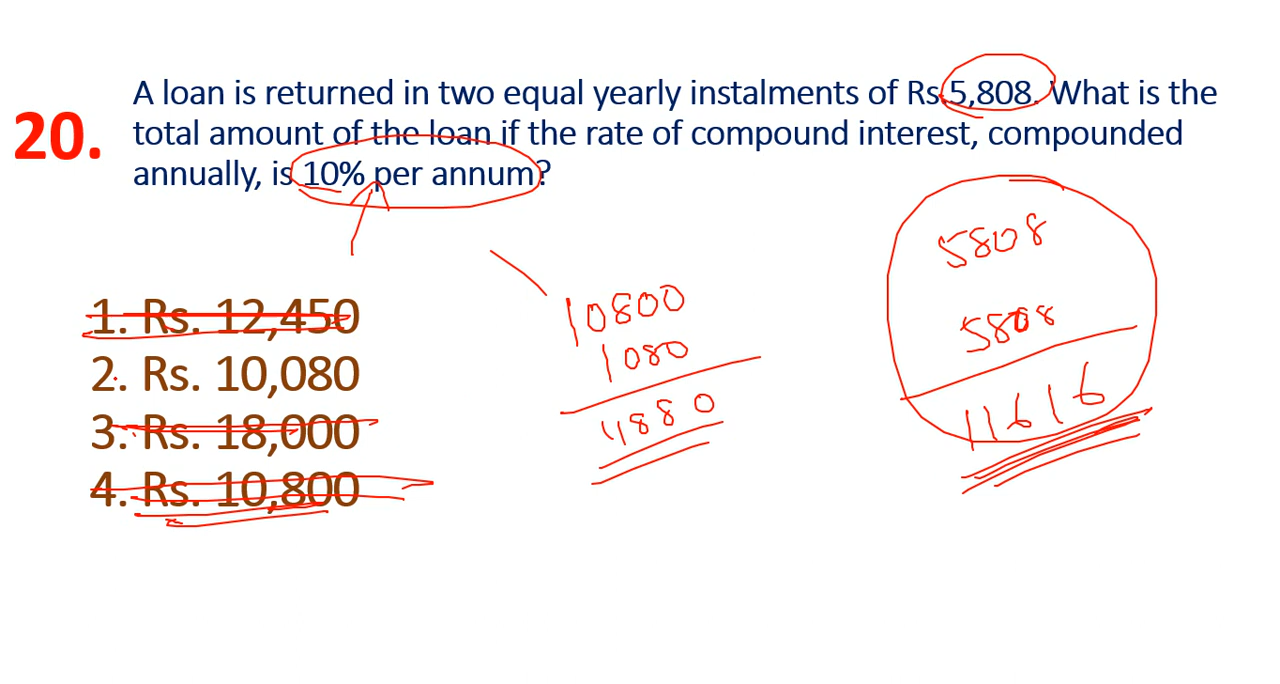 20.
A loan is returned in two equal yearly instalments of Rs.5,808. What is the
total amount of the loan if the rate of compound interest, compounded
annually, is 10% per annum?
1. Rs. 12,450
2. Rs. 10,080
3. Rs. 18,000
4. Rs. 10,800
10800
1080
11880
5808
5808
11616